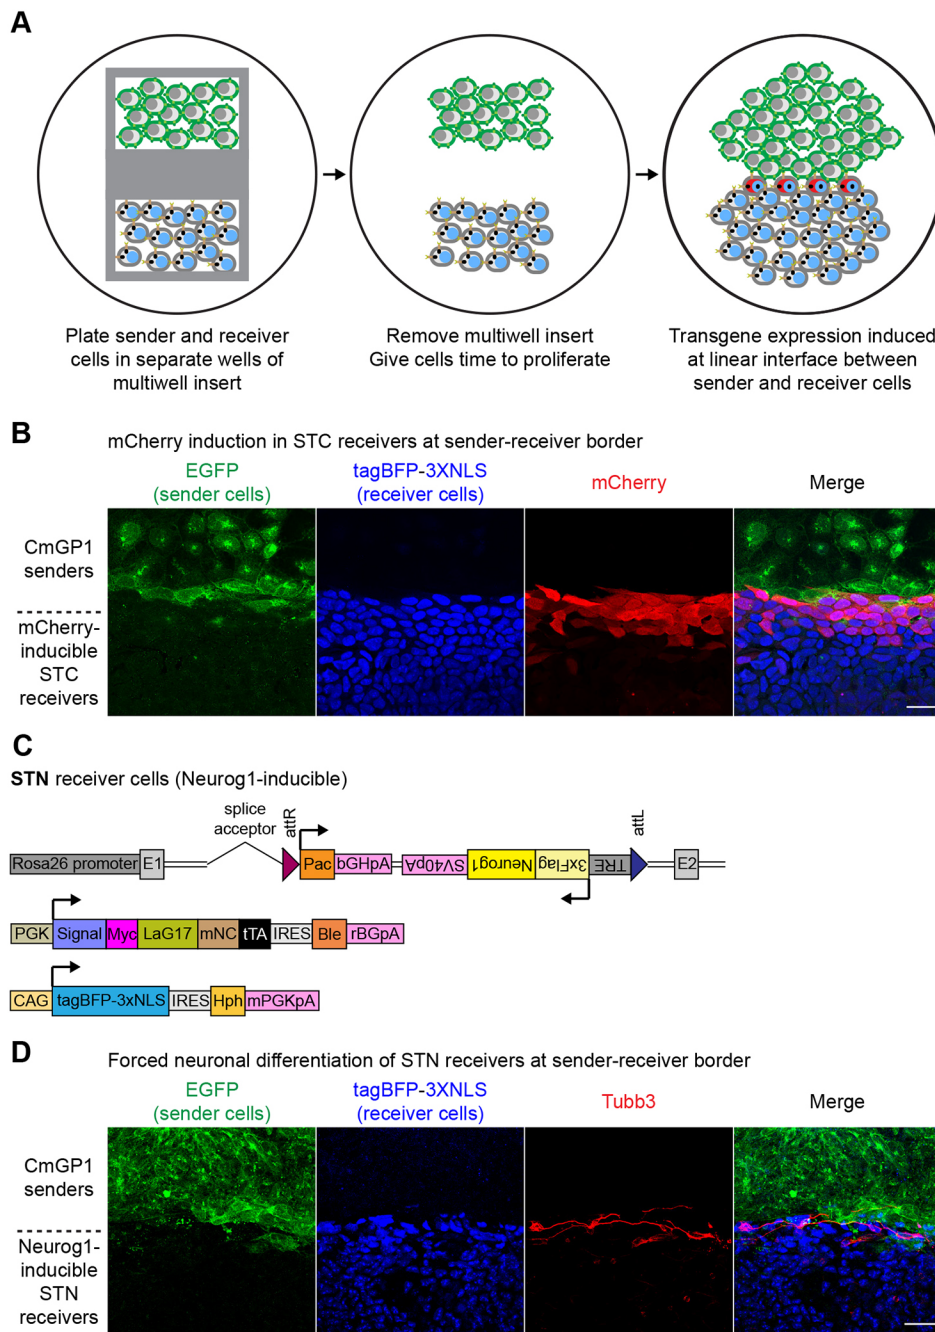 A
Plate sender and receiver
cells in separate wells of
multiwell insert
Remove multiwell insert
Give cells time to proliferate
Transgene expression induced
at linear interface between
sender and receiver cells
B
mCherry induction in STC receivers at sender-receiver border
EGFP
(sender cells)
tagBFP-3XNLS
(receiver cells)
mCherry
Merge
CmGP1
senders
mCherry-
inducible
STC
receivers
C
STN receiver cells (Neurog1-inducible)
splice
acceptor
attR
attL
Rosa26 promoter E1 Pac bGHpA SV40pA Neurog1 3xFlag TRE E2
PGK Signal Myc LaG17 mNC tTA IRES Ble rBGpA
CAG tagBFP-3xNLS IRES Hph mPGKpA
D
Forced neuronal differentiation of STN receivers at sender-receiver border
EGFP
(sender cells)
tagBFP-3XNLS
(receiver cells)
Tubb3
Merge
CmGP1
senders
Neurog1-
inducible
STN
receivers